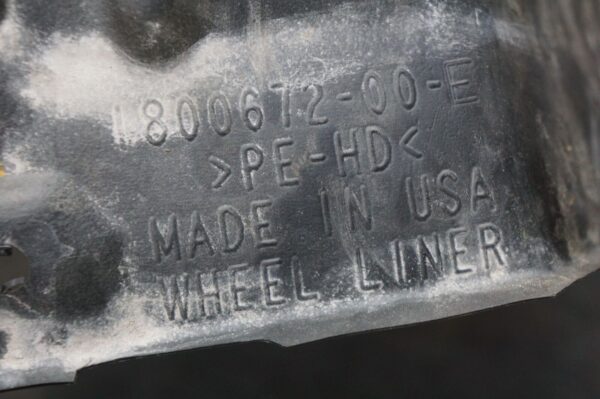 1800672-00-E
>PE-HD<
MADE IN USA
WHEEL LINER